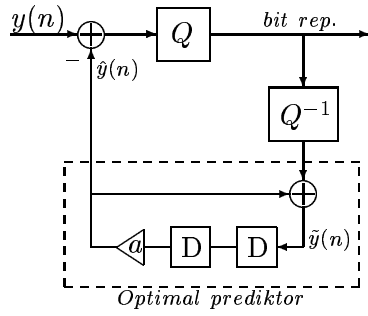 y(n)
Q
bit rep.
−
ŷ(n)
Q⁻¹
a
D
D
ỹ(n)
Optimal prediktor